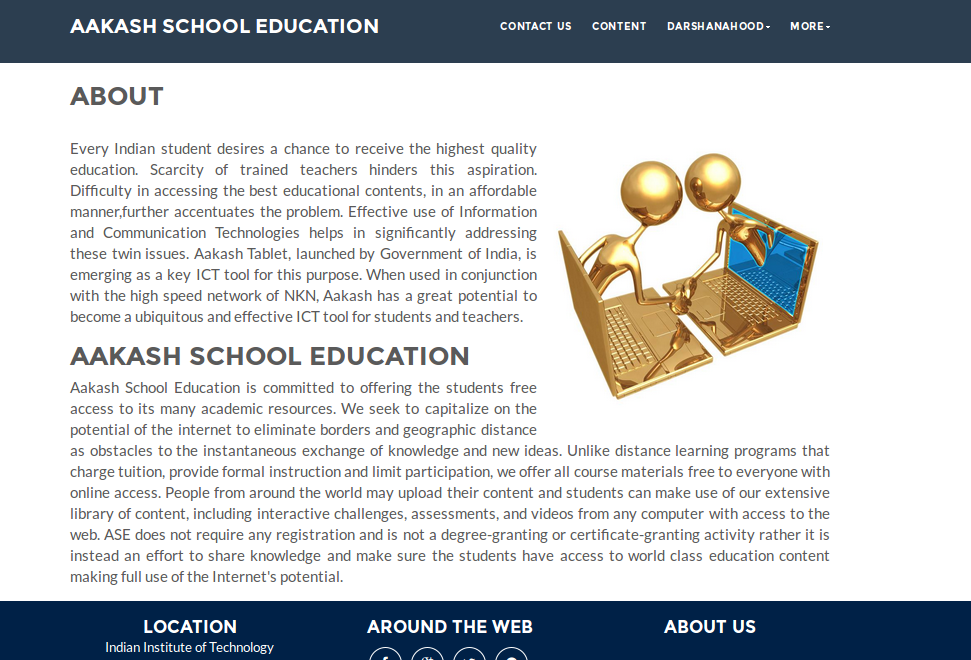 AAKASH SCHOOL EDUCATION
CONTACT US CONTENT DARSHANAHOOD MORE
ABOUT
Every Indian student desires a chance to receive the highest quality
education. Scarcity of trained teachers hinders this aspiration.
Difficulty in accessing the best educational contents, in an affordable
manner,further accentuates the problem. Effective use of Information
and Communication Technologies helps in significantly addressing
these twin issues. Aakash Tablet, launched by Government of India, is
emerging as a key ICT tool for this purpose. When used in conjunction
with the high speed network of NKN, Aakash has a great potential to
become a ubiquitous and effective ICT tool for students and teachers.
AAKASH SCHOOL EDUCATION
Aakash School Education is committed to offering the students free
access to its many academic resources. We seek to capitalize on the
potential of the internet to eliminate borders and geographic distance
as obstacles to the instantaneous exchange of knowledge and new ideas. Unlike distance learning programs that
charge tuition, provide formal instruction and limit participation, we offer all course materials free to everyone with
online access. People from around the world may upload their content and students can make use of our extensive
library of content, including interactive challenges, assessments, and videos from any computer with access to the
web. ASE does not require any registration and is not a degree-granting or certificate-granting activity rather it is
instead an effort to share knowledge and make sure the students have access to world class education content
making full use of the Internet's potential.
LOCATION
Indian Institute of Technology
AROUND THE WEB
ABOUT US